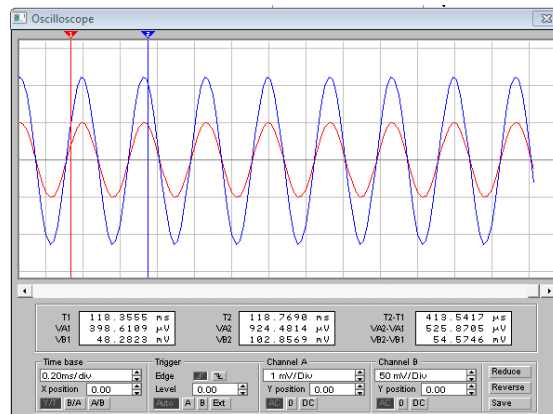 Oscilloscope
1 2
T1 118.3555 ms T2 118.7690 ms T2-T1 413.5417 µs
VA1 398.6109 µV VA2 924.4814 µV VA2-VA1 525.8705 µV
VB1 48.2823 mV VB2 102.8569 mV VB2-VB1 54.5746 mV
Time base Trigger Channel A Channel B Reduce
0.20ms/div Edge 1 mV/Div 50 mV/Div Reverse
X position 0.00 Level 0.00 Y position 0.00 Y position 0.00
Y/T B/A A/B Auto A B Ext AC 0 DC AC 0 DC Save